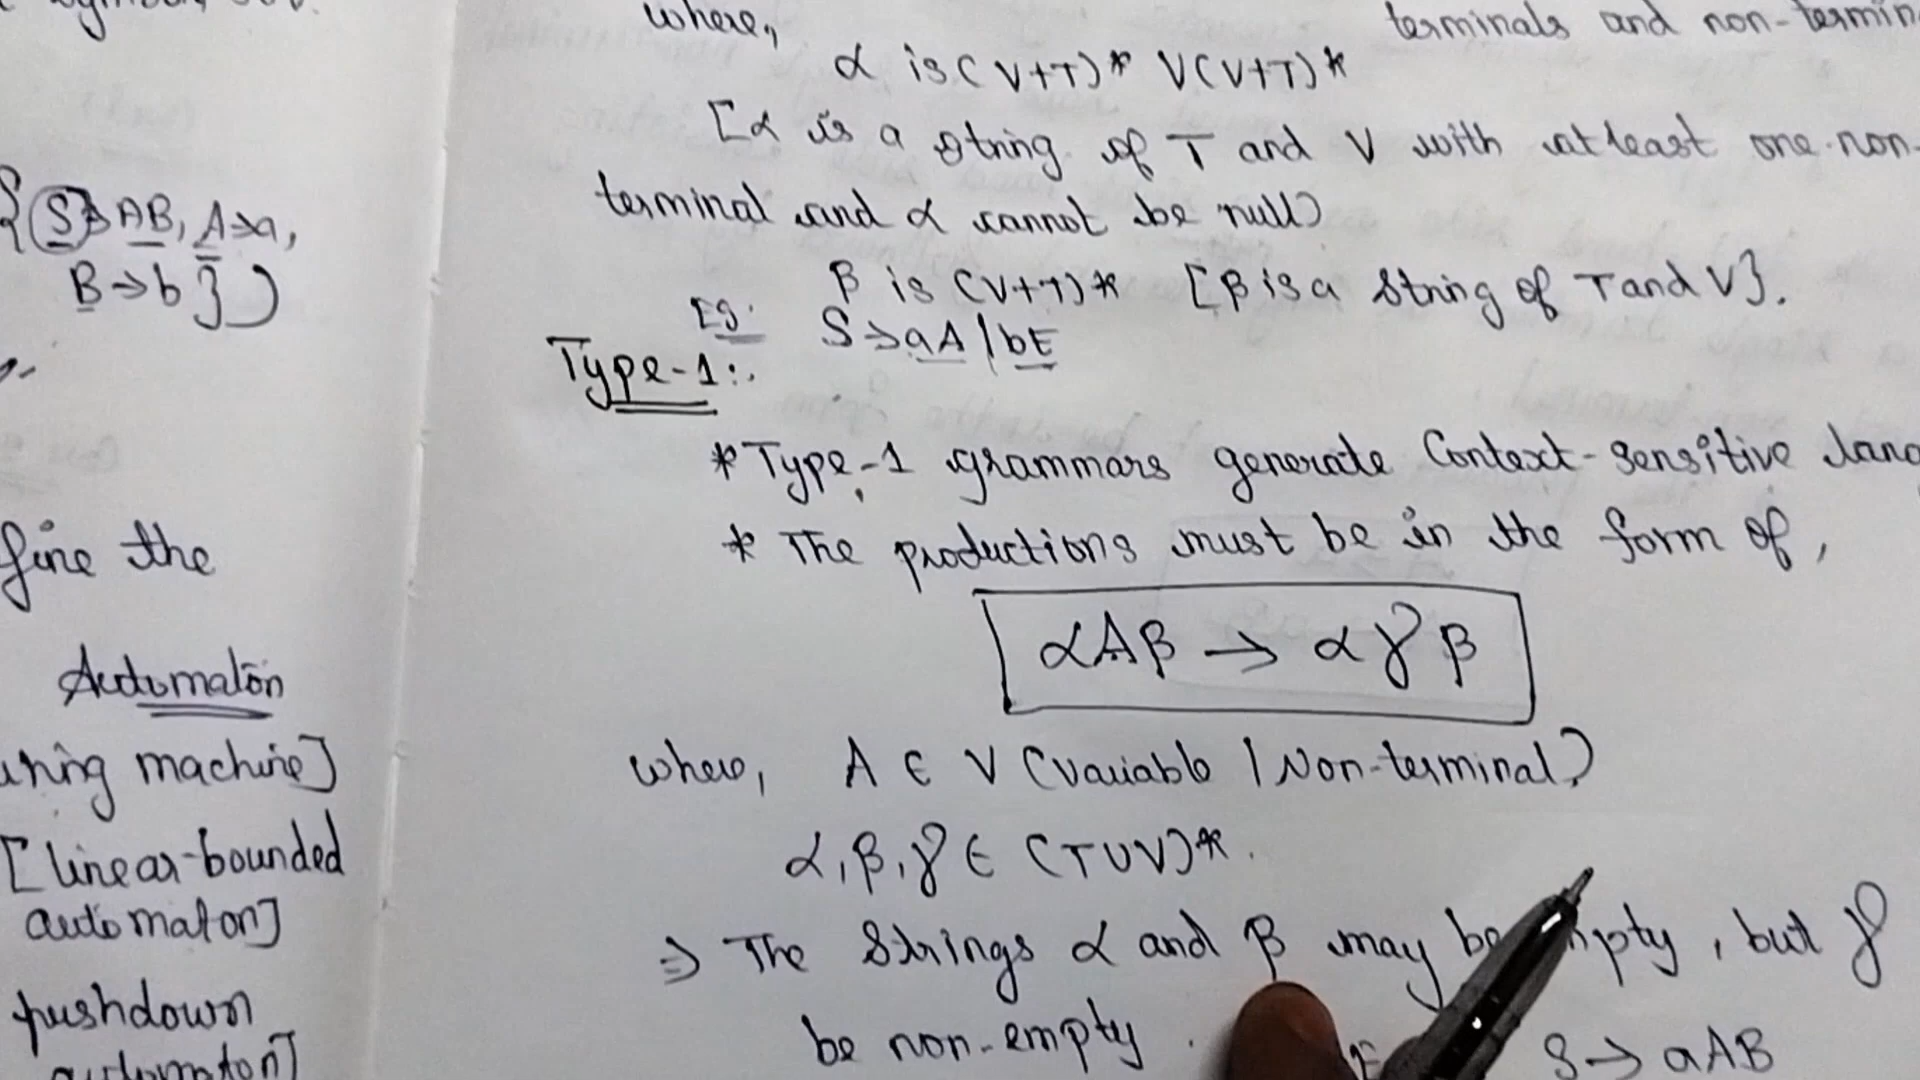 where,
terminals and non-termin
α is (V+T)* V(V+T)*
[α is a string of T and V with atleast one non-
terminal and α cannot be null)
β is (V+T)* [β is a string of T and V}.
Eg: S→aA|bE
Type-1:
*Type-1 grammars generate Context-sensitive lang
* The productions must be in the form of,
αAβ → αγβ
where, A ∈ V (variable / Non-terminal)
α,β,γ ∈ (TUV)*.
⇒ The strings α and β may be, but γ
be non-empty.
S→aAB
{S→AB, A→a,
B→b})
fine the
Automaton
machine]
[linear-bounded
automaton]
pushdown
automaton]